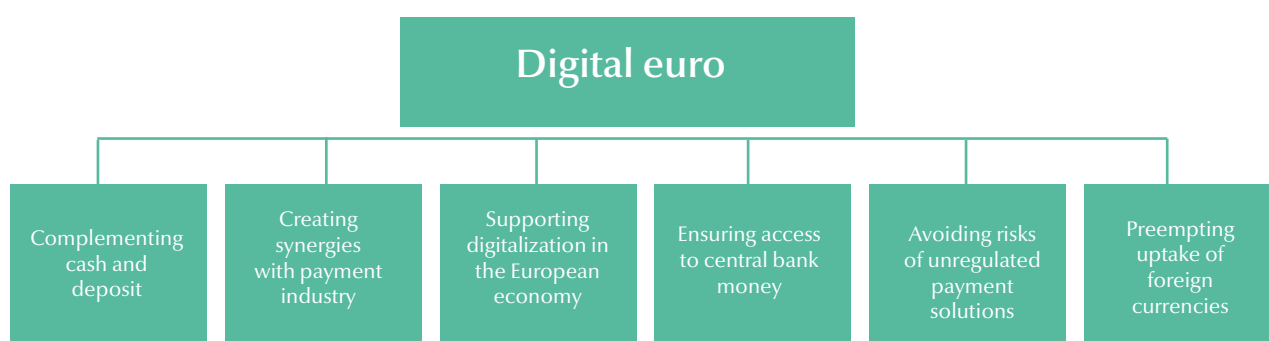 Digital euro
Complementing
cash and
deposit
Creating
synergies
with payment
industry
Supporting
digitalization in
the European
economy
Ensuring access
to central bank
money
Avoiding risks
of unregulated
payment
solutions
Preempting
uptake of
foreign
currencies